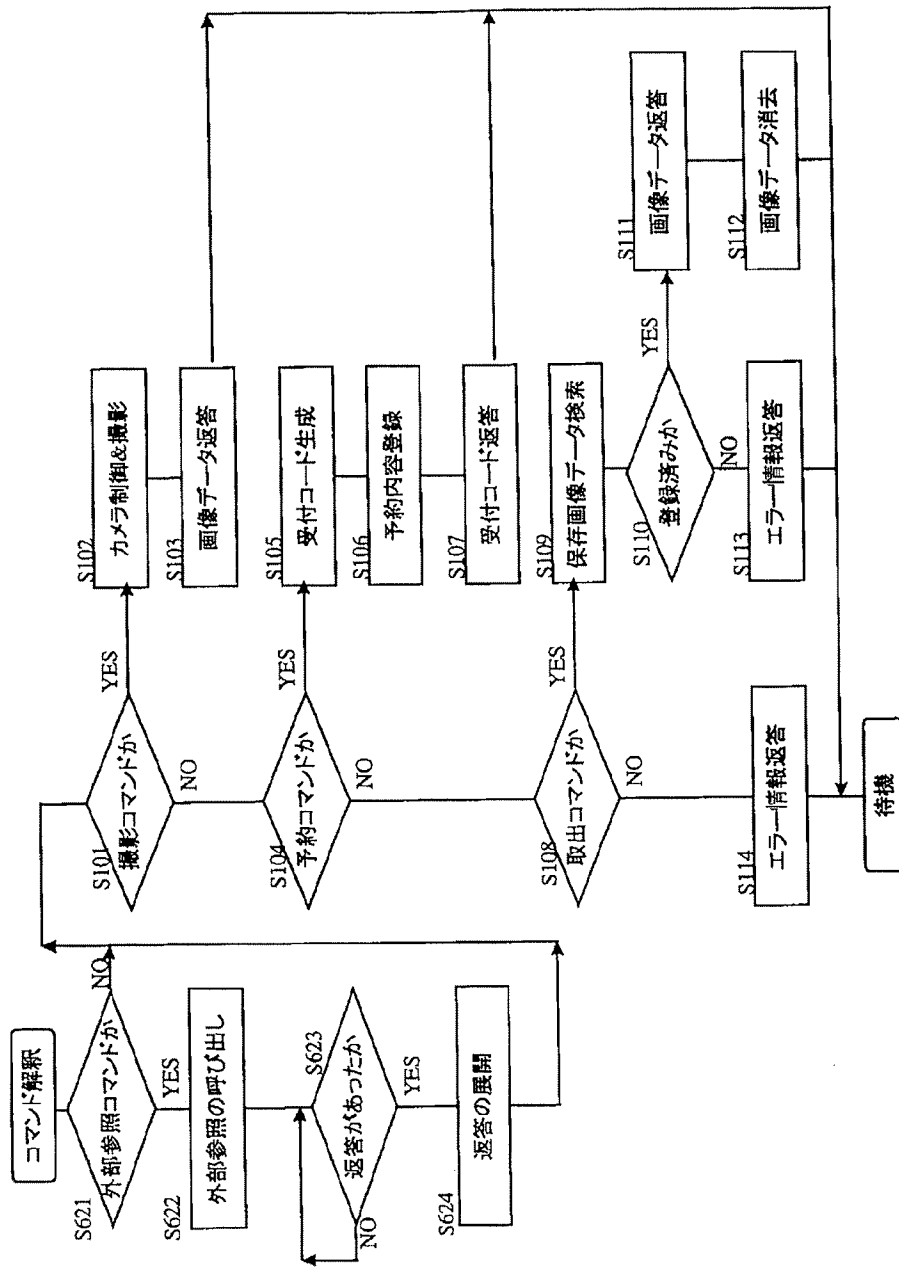 コマンド解釈
S621
外部参照コマンドか
NO
YES
S622
外部参照の呼び出し
S623
返答があったか
NO
YES
S624
返答の展開
S101
撮影コマンドか
YES
NO
S102
カメラ制御&撮影
S103
画像データ返答
S104
予約コマンドか
YES
NO
S105
受付コード生成
S106
予約内容登録
S107
受付コード返答
S108
取出コマンドか
YES
NO
S109
保存画像データ検索
S110
登録済みか
YES
NO
S111
画像データ返答
S112
画像データ消去
S113
エラー情報返答
S114
エラー情報返答
待機